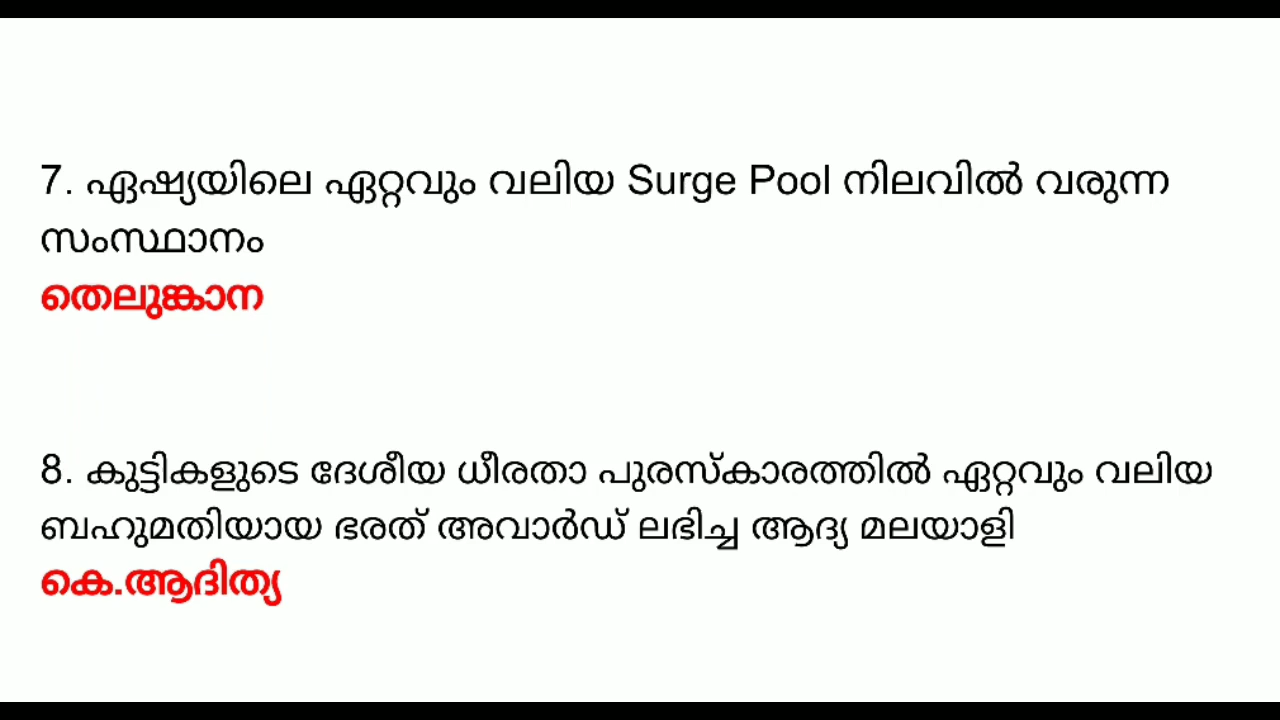 7. ഏഷ്യയിലെ ഏറ്റവും വലിയ Surge Pool നിലവിൽ വരുന്ന
സംസ്ഥാനം
തെലുങ്കാന
8. കുട്ടികളുടെ ദേശീയ ധീരതാ പുരസ്കാരത്തിൽ ഏറ്റവും വലിയ
ബഹുമതിയായ ഭരത് അവാർഡ് ലഭിച്ച ആദ്യ മലയാളി
കെ.ആദിത്യ